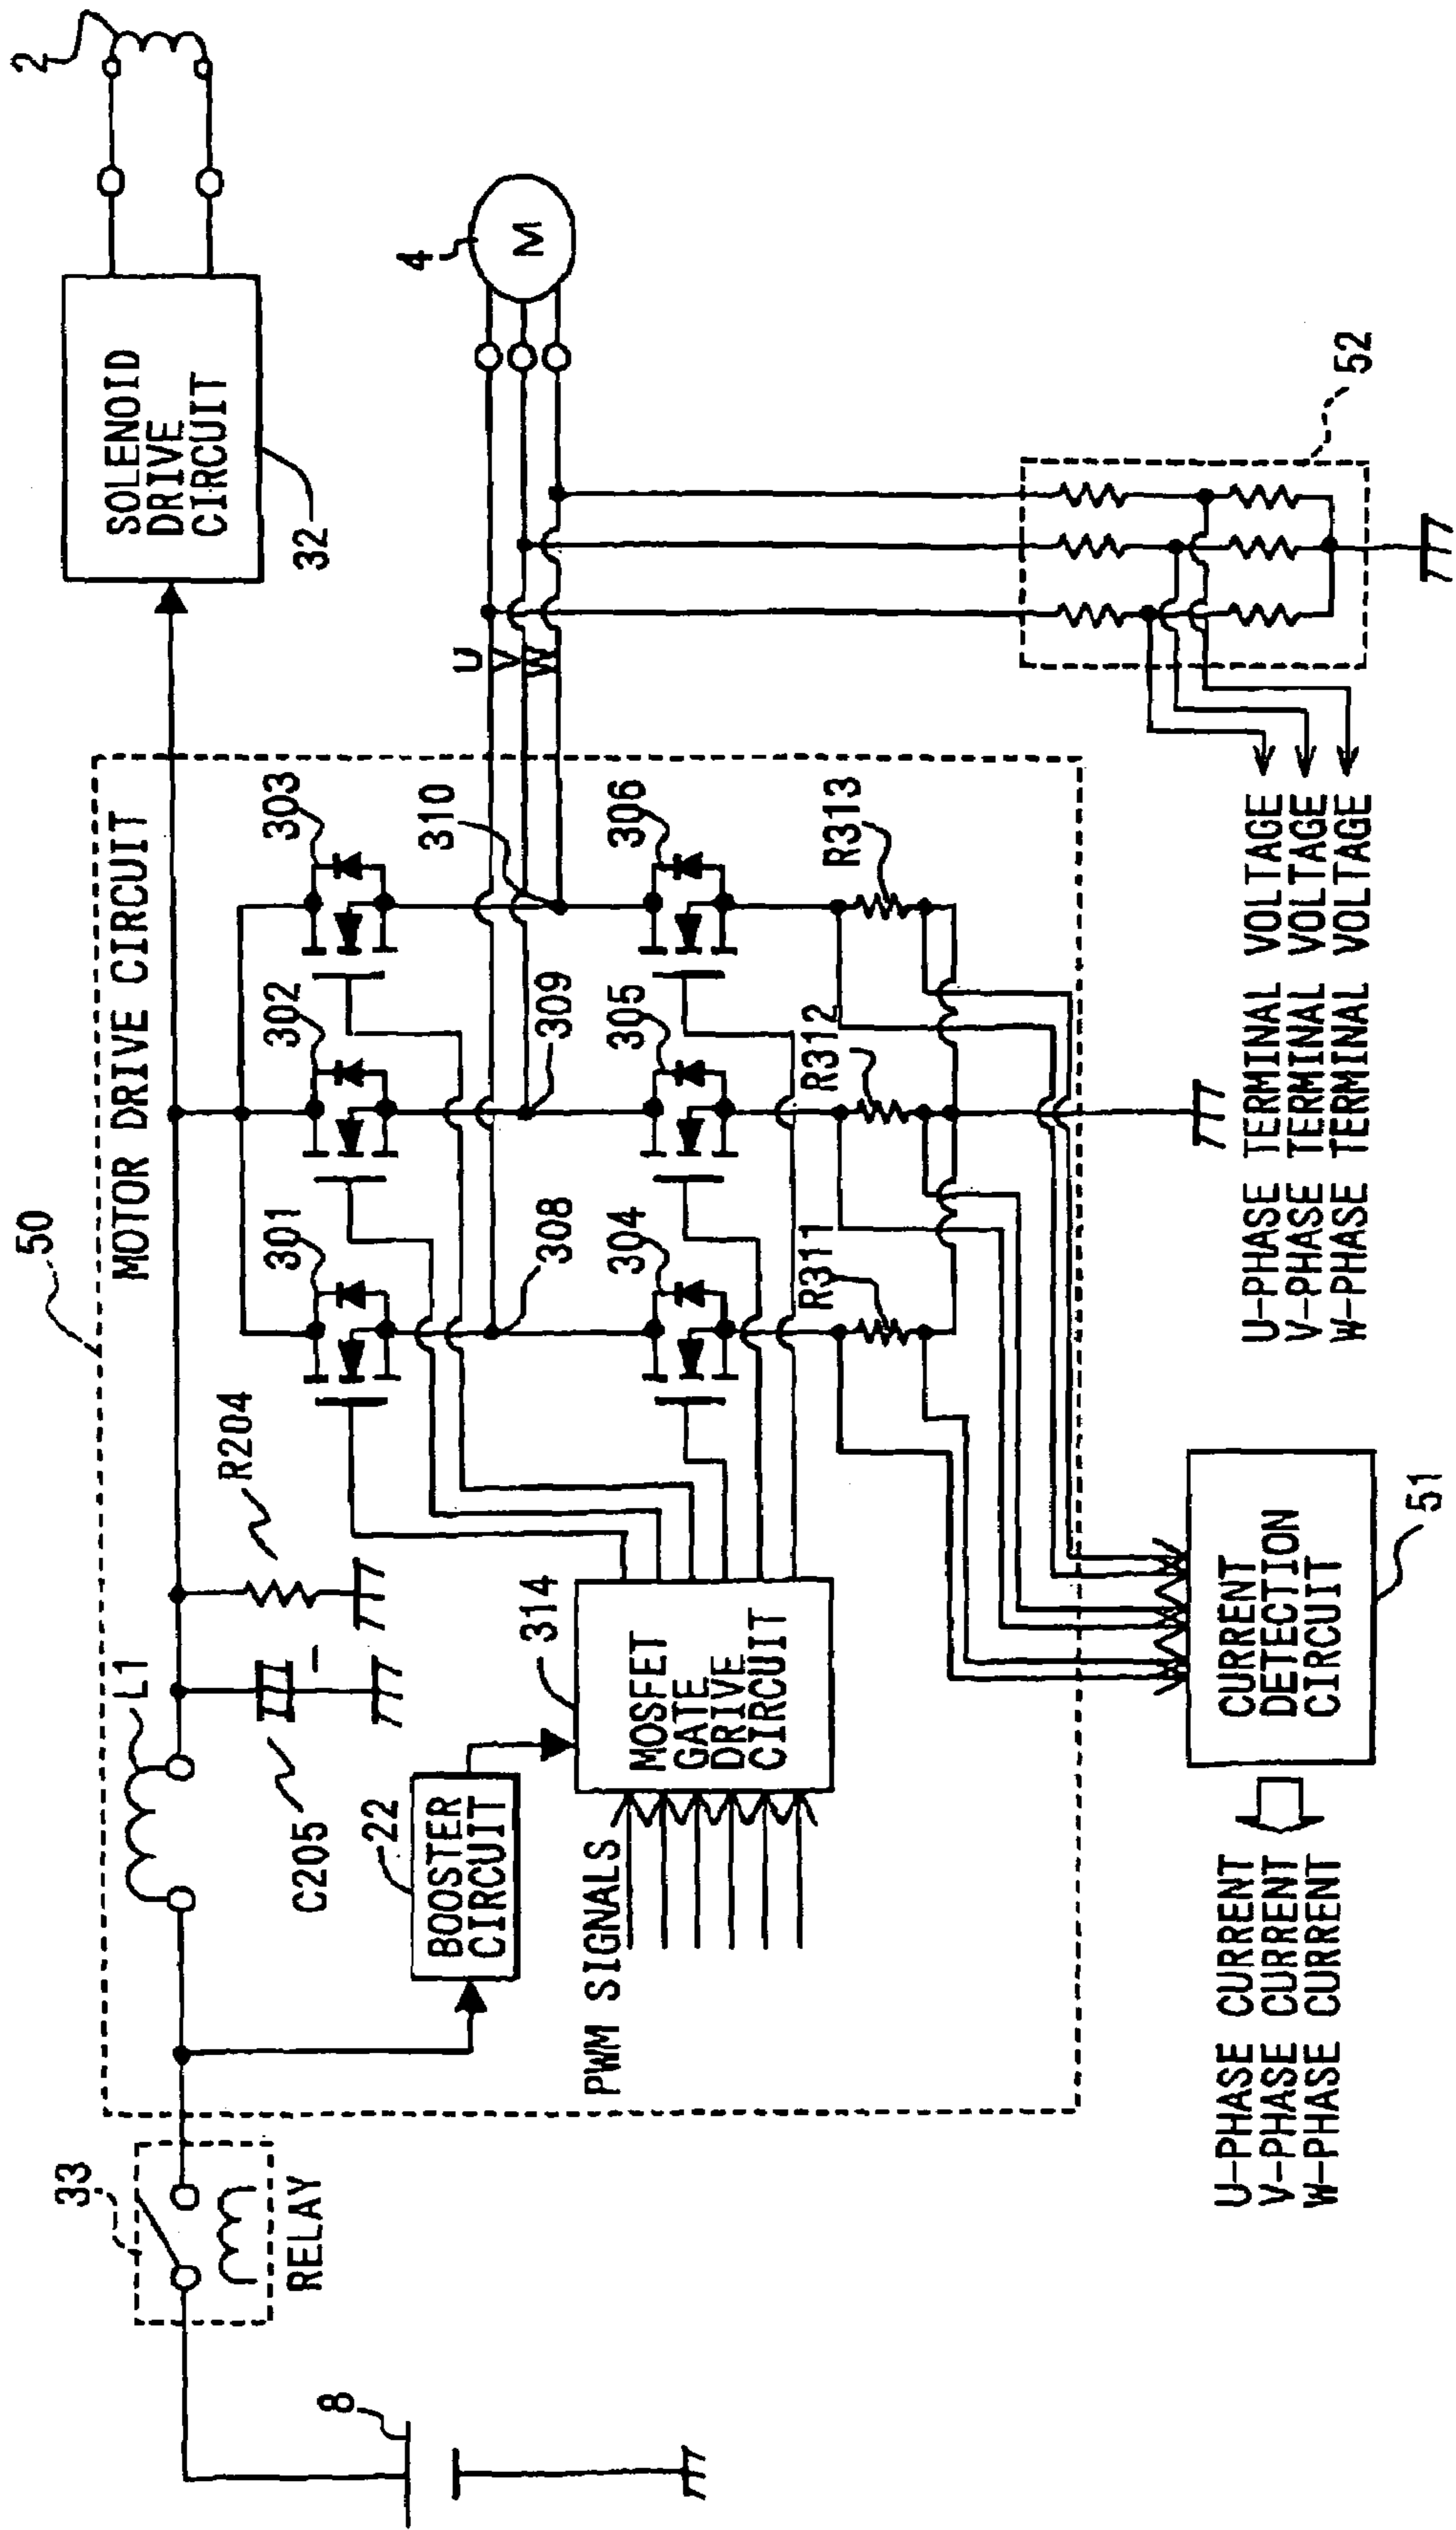 50
MOTOR DRIVE CIRCUIT
33
RELAY
8
L1
C205
R204
22
BOOSTER
CIRCUIT
314
MOSFET
GATE
DRIVE
CIRCUIT
PWM SIGNALS
301
302
303
308
309
310
304
305
306
R311
R312
R313
SOLENOID
DRIVE
CIRCUIT
32
2
4
M
U
V
W
52
CURRENT
DETECTION
CIRCUIT
51
U-PHASE CURRENT
V-PHASE CURRENT
W-PHASE CURRENT
U-PHASE TERMINAL VOLTAGE
V-PHASE TERMINAL VOLTAGE
W-PHASE TERMINAL VOLTAGE